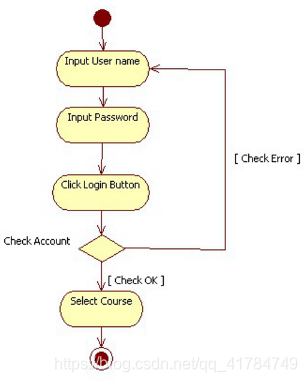 Input User name
Input Password
[ Check Error ]
Click Login Button
Check Account
[ Check OK ]
Select Course
https://blog.csdn.net/qq_41784749